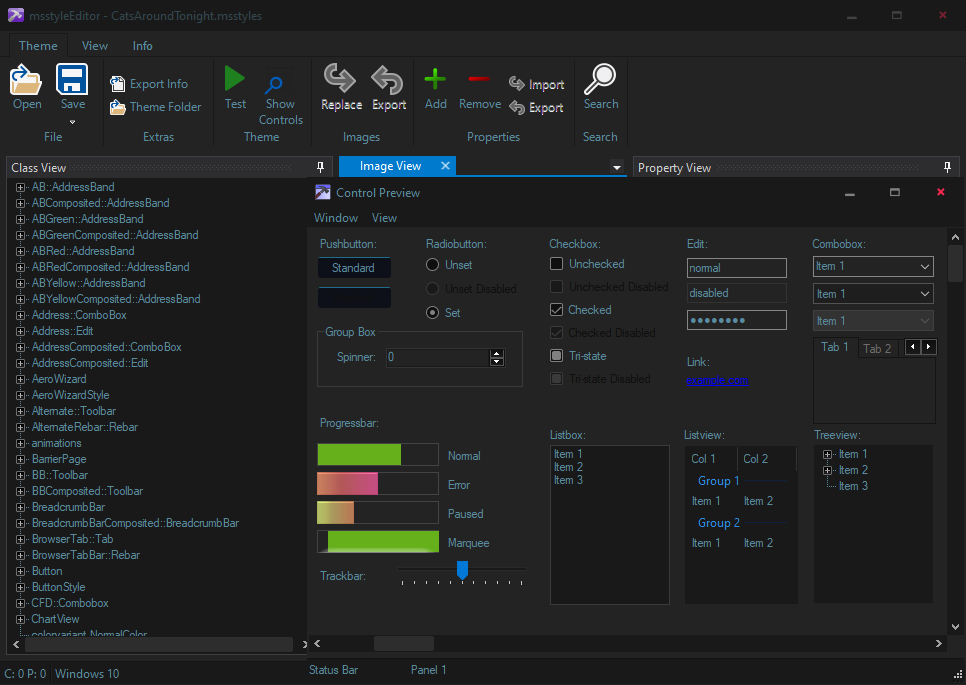 msstyleEditor - CatsAroundTonight.msstyles
Theme View Info
Open
Save
File
Export Info
Theme Folder
Extras
Test
Show Controls
Theme
Replace
Export
Images
Add
Remove
Import
Export
Properties
Search
Search
Class View
AB::AddressBand
ABComposited::AddressBand
ABGreen::AddressBand
ABGreenComposited::AddressBand
ABRed::AddressBand
ABRedComposited::AddressBand
ABYellow::AddressBand
ABYellowComposited::AddressBand
Address::ComboBox
Address::Edit
AddressComposited::ComboBox
AddressComposited::Edit
AeroWizard
AeroWizardStyle
Alternate::Toolbar
AlternateRebar::Rebar
animations
BarrierPage
BB::Toolbar
BBComposited::Toolbar
BreadcrumbBar
BreadcrumbBarComposited::BreadcrumbBar
BrowserTab::Tab
BrowserTabBar::Rebar
Button
ButtonStyle
CFD::Combobox
ChartView
colorvariant.NormalColor
Image View
Property View
Control Preview
Window View
Pushbutton:
Standard
Radiobutton:
Unset
Unset Disabled
Set
Checkbox:
Unchecked
Unchecked Disabled
Checked
Checked Disabled
Tri-state
Tri-state Disabled
Edit:
normal
disabled
Link:
example.com
Combobox:
Item 1
Item 1
Item 1
Tab 1 Tab 2
Group Box
Spinner: 0
Progressbar:
Normal
Error
Paused
Marquee
Trackbar:
Listbox:
Item 1
Item 2
Item 3
Listview:
Col 1 Col 2
Group 1
Item 1 Item 2
Group 2
Item 1 Item 2
Treeview:
Item 1
Item 2
Item 3
Status Bar Panel 1
C: 0 P: 0 Windows 10